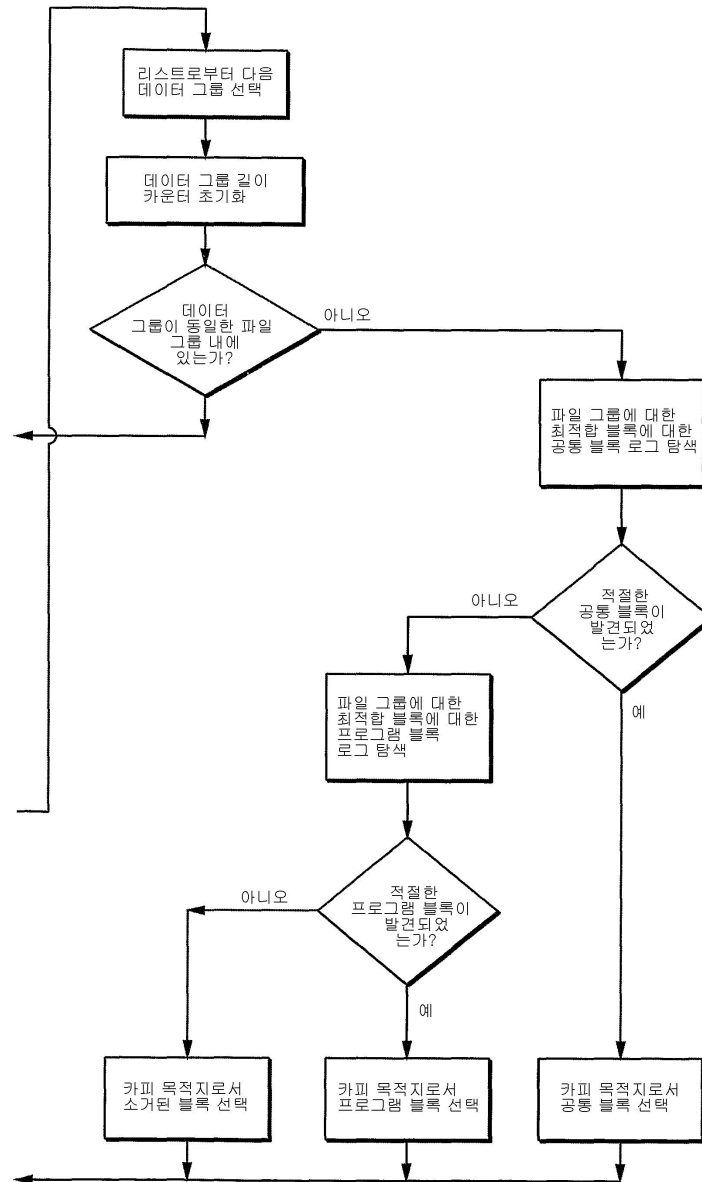 리스트로부터 다음
데이터 그룹 선택
데이터 그룹 길이
카운터 초기화
데이터
그룹이 동일한 파일
그룹 내에
있는가?
아니오
파일 그룹에 대한
최적합 블록에 대한
공통 블록 로그 탐색
적절한
공통 블록이
발견되었
는가?
아니오
예
파일 그룹에 대한
최적합 블록에 대한
프로그램 블록
로그 탐색
적절한
프로그램 블록이
발견되었
는가?
아니오
예
카피 목적지로서
소거된 블록 선택
카피 목적지로서
프로그램 블록 선택
카피 목적지로서
공통 블록 선택